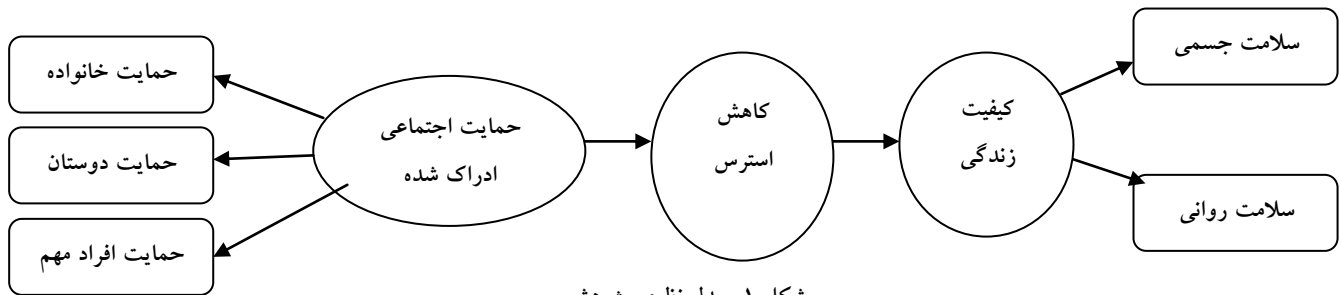 سلامت جسمی
حمایت خانواده
کاهش
استرس
کیفیت
زندگی
حمایت اجتماعی
ادراک شده
حمایت دوستان
سلامت روانی
حمایت افراد مهم